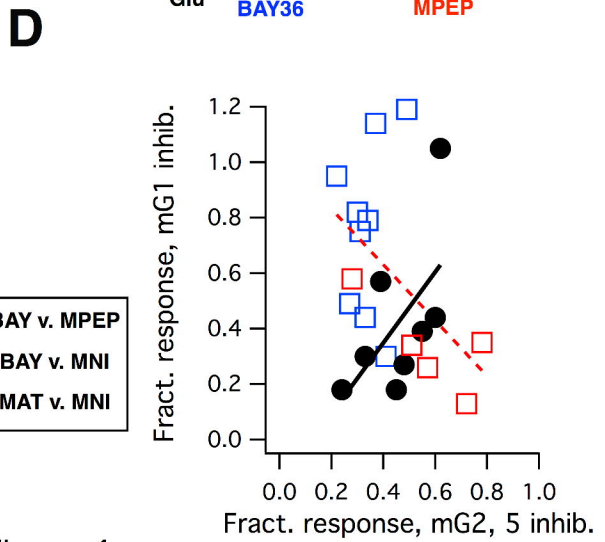 Glu
BAY36
MPEP
D
Fract. response, mG1 inhib.
1.2
1.0
0.8
0.6
0.4
0.2
0.0
BAY v. MPEP
BAY v. MNI
MAT v. MNI
0.0 0.2 0.4 0.6 0.8 1.0
Fract. response, mG2, 5 inhib.